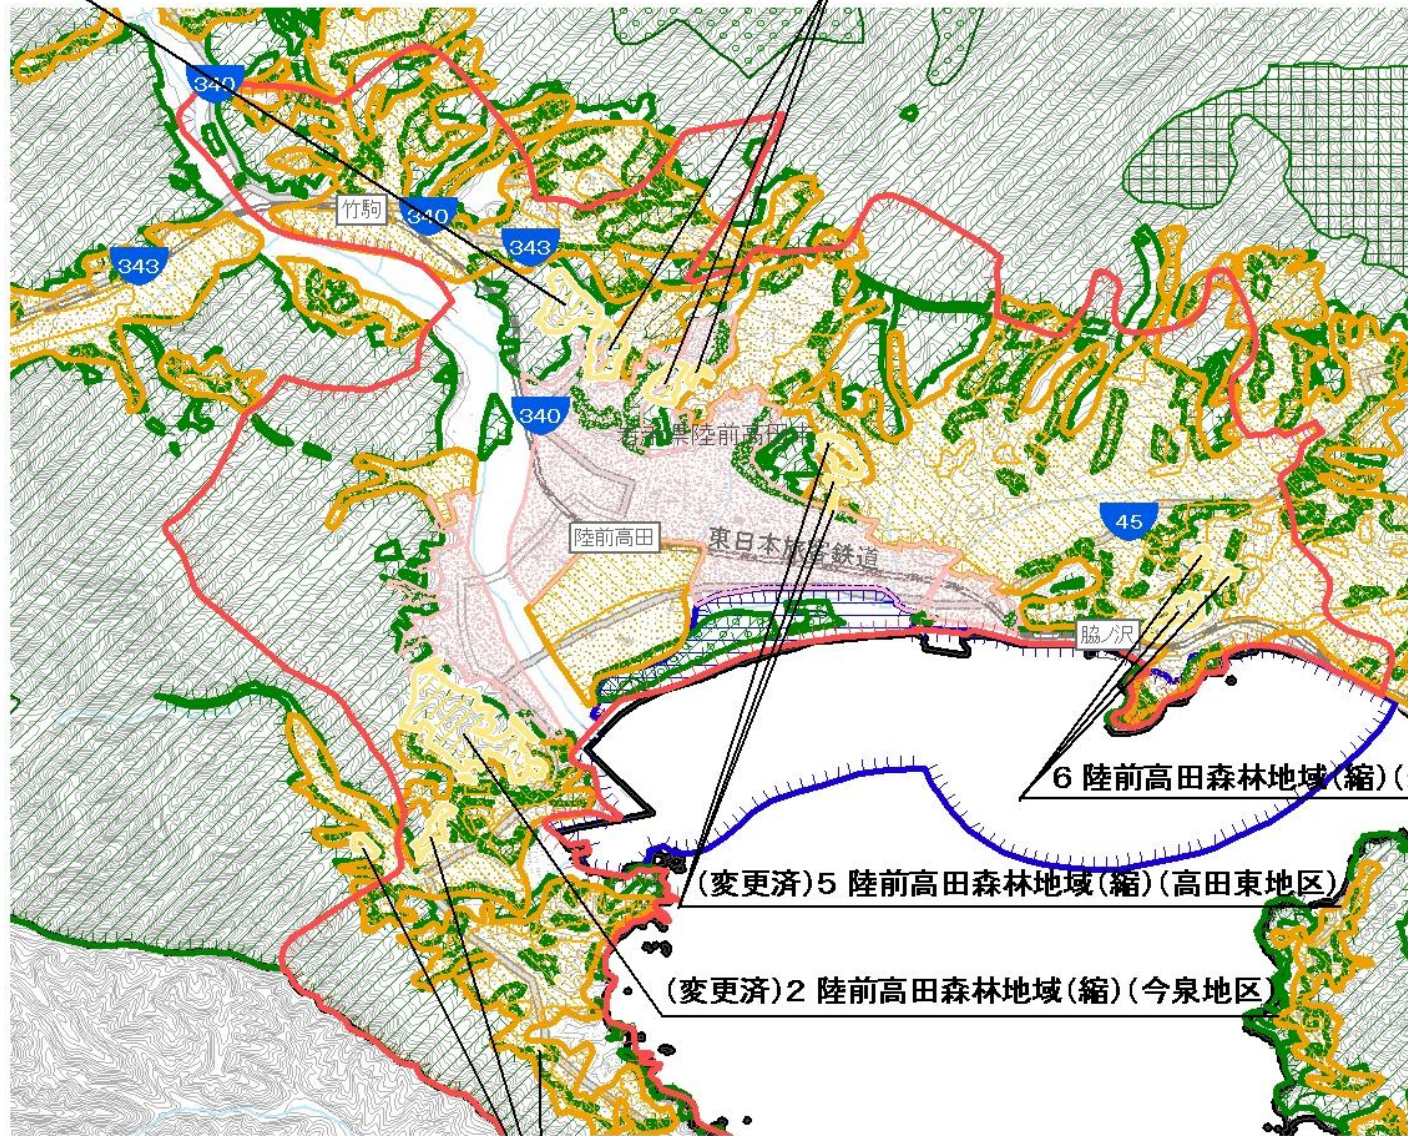 340
竹駒
340
343
343
340
岩手県陸前高田市
45
陸前高田
東日本旅客鉄道
脇ノ沢
6 陸前高田森林地域(縮)(
(変更済)5 陸前高田森林地域(縮)(高田東地区)
(変更済)2 陸前高田森林地域(縮)(今泉地区)